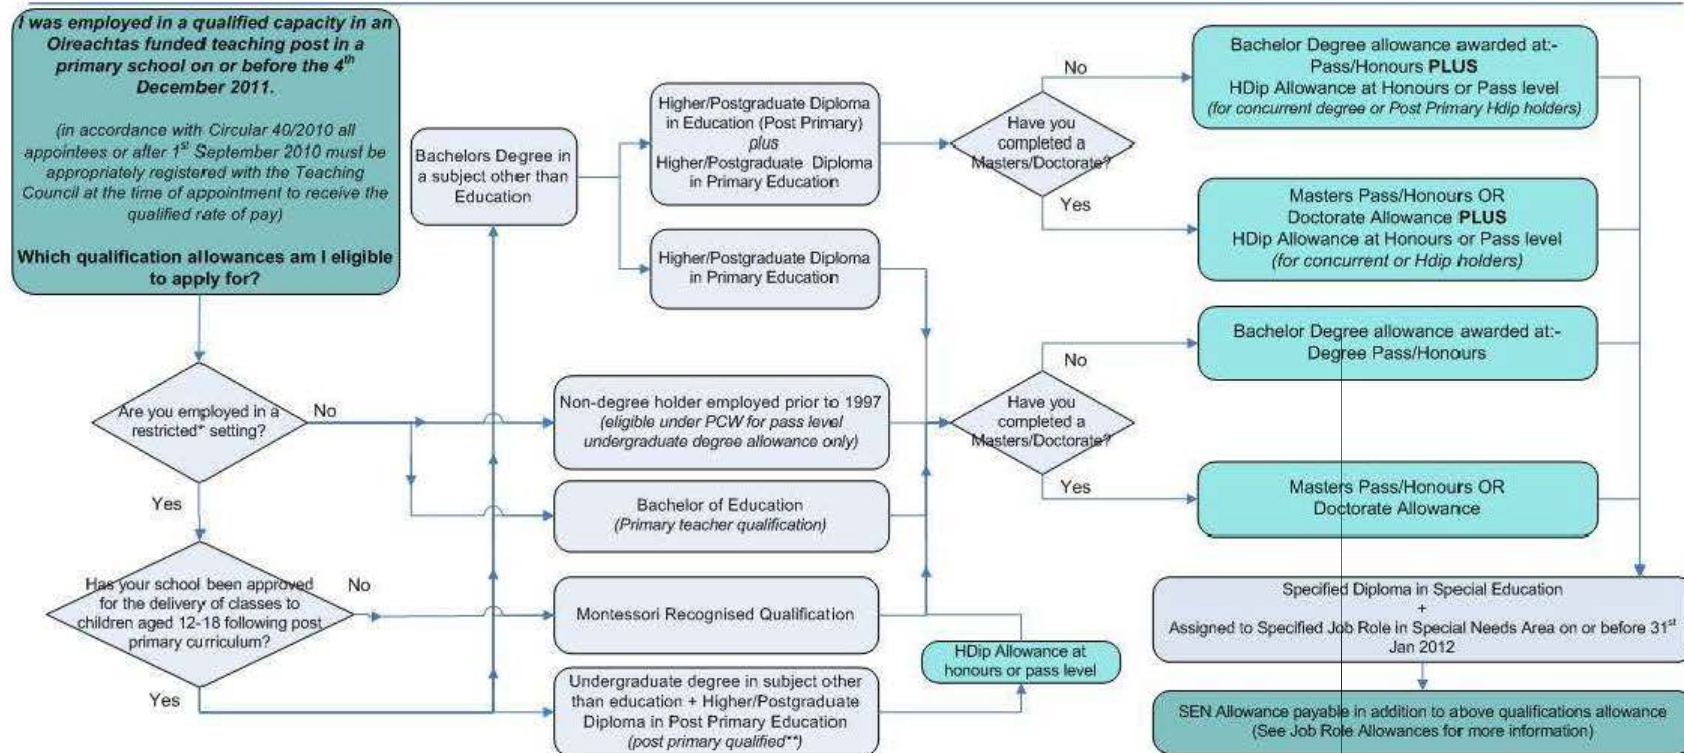 I was employed in a qualified capacity in an
Oireachtas funded teaching post in a
primary school on or before the 4th
December 2011.
(in accordance with Circular 40/2010 all
appointees or after 1st September 2010 must be
appropriately registered with the Teaching
Council at the time of appointment to receive the
qualified rate of pay)
Which qualification allowances am I eligible
to apply for?
Are you employed in a
restricted* setting?
No
Yes
Has your school been approved
for the delivery of classes to
children aged 12-18 following post
primary curriculum?
No
Yes
Bachelors Degree in
a subject other than
Education
Higher/Postgraduate Diploma
in Education (Post Primary)
plus
Higher/Postgraduate Diploma
in Primary Education
Higher/Postgraduate Diploma
in Primary Education
Non-degree holder employed prior to 1997
(eligible under PCW for pass level
undergraduate degree allowance only)
Bachelor of Education
(Primary teacher qualification)
Montessori Recognised Qualification
Undergraduate degree in subject other
than education + Higher/Postgraduate
Diploma in Post Primary Education
(post primary qualified**)
HDip Allowance at
honours or pass level
Have you
completed a
Masters/Doctorate?
No
Yes
Have you
completed a
Masters/Doctorate?
No
Yes
Bachelor Degree allowance awarded at:-
Pass/Honours PLUS
HDip Allowance at Honours or Pass level
(for concurrent degree or Post Primary Hdip holders)
Masters Pass/Honours OR
Doctorate Allowance PLUS
HDip Allowance at Honours or Pass level
(for concurrent or Hdip holders)
Bachelor Degree allowance awarded at:-
Degree Pass/Honours
Masters Pass/Honours OR
Doctorate Allowance
Specified Diploma in Special Education
+
Assigned to Specified Job Role in Special Needs Area on or before 31st
Jan 2012
SEN Allowance payable in addition to above qualifications allowance
(See Job Role Allowances for more information)